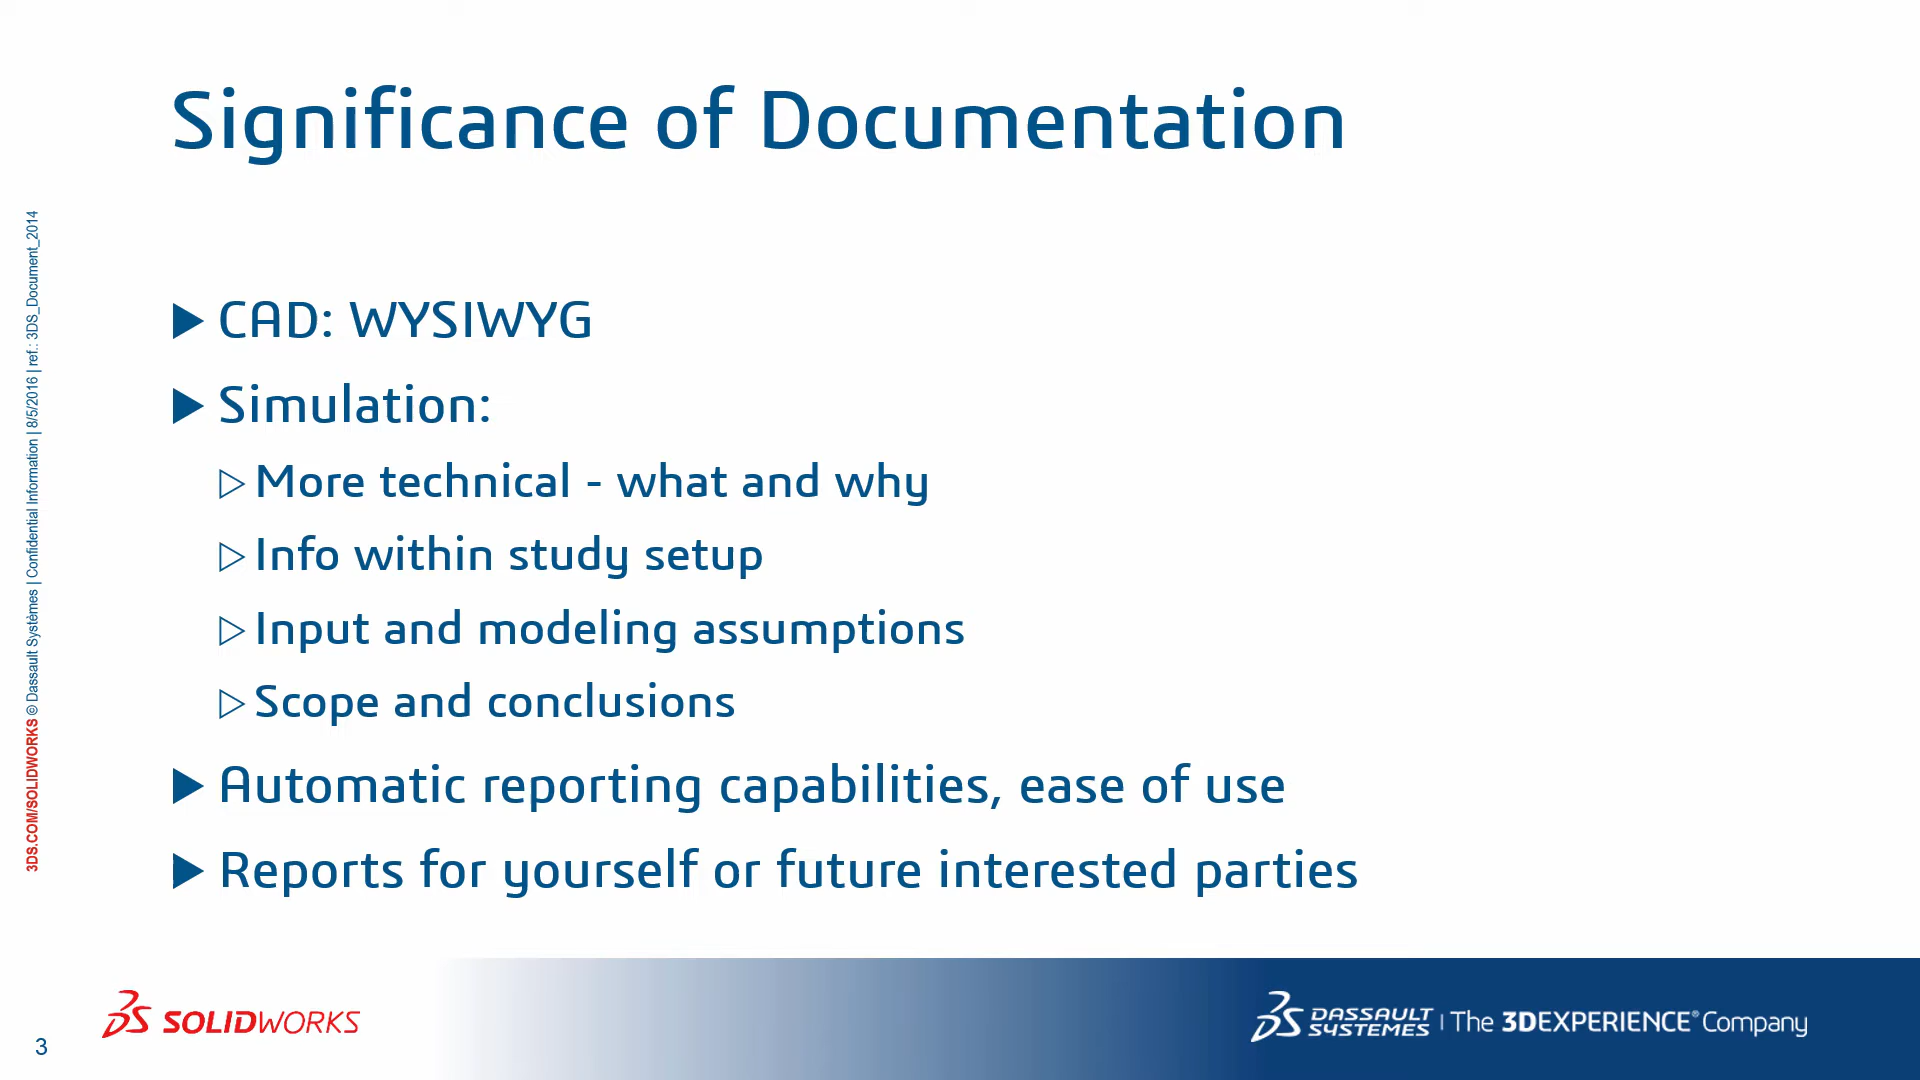 Significance of Documentation
CAD: WYSIWYG
Simulation:
More technical - what and why
Info within study setup
Input and modeling assumptions
Scope and conclusions
Automatic reporting capabilities, ease of use
Reports for yourself or future interested parties
3DS.COM/SOLIDWORKS © Dassault Systèmes | Confidential Information | 8/5/2016 | ref.: 3DS_Document_2014
3
SOLIDWORKS
DASSAULT SYSTEMES | The 3DEXPERIENCE® Company